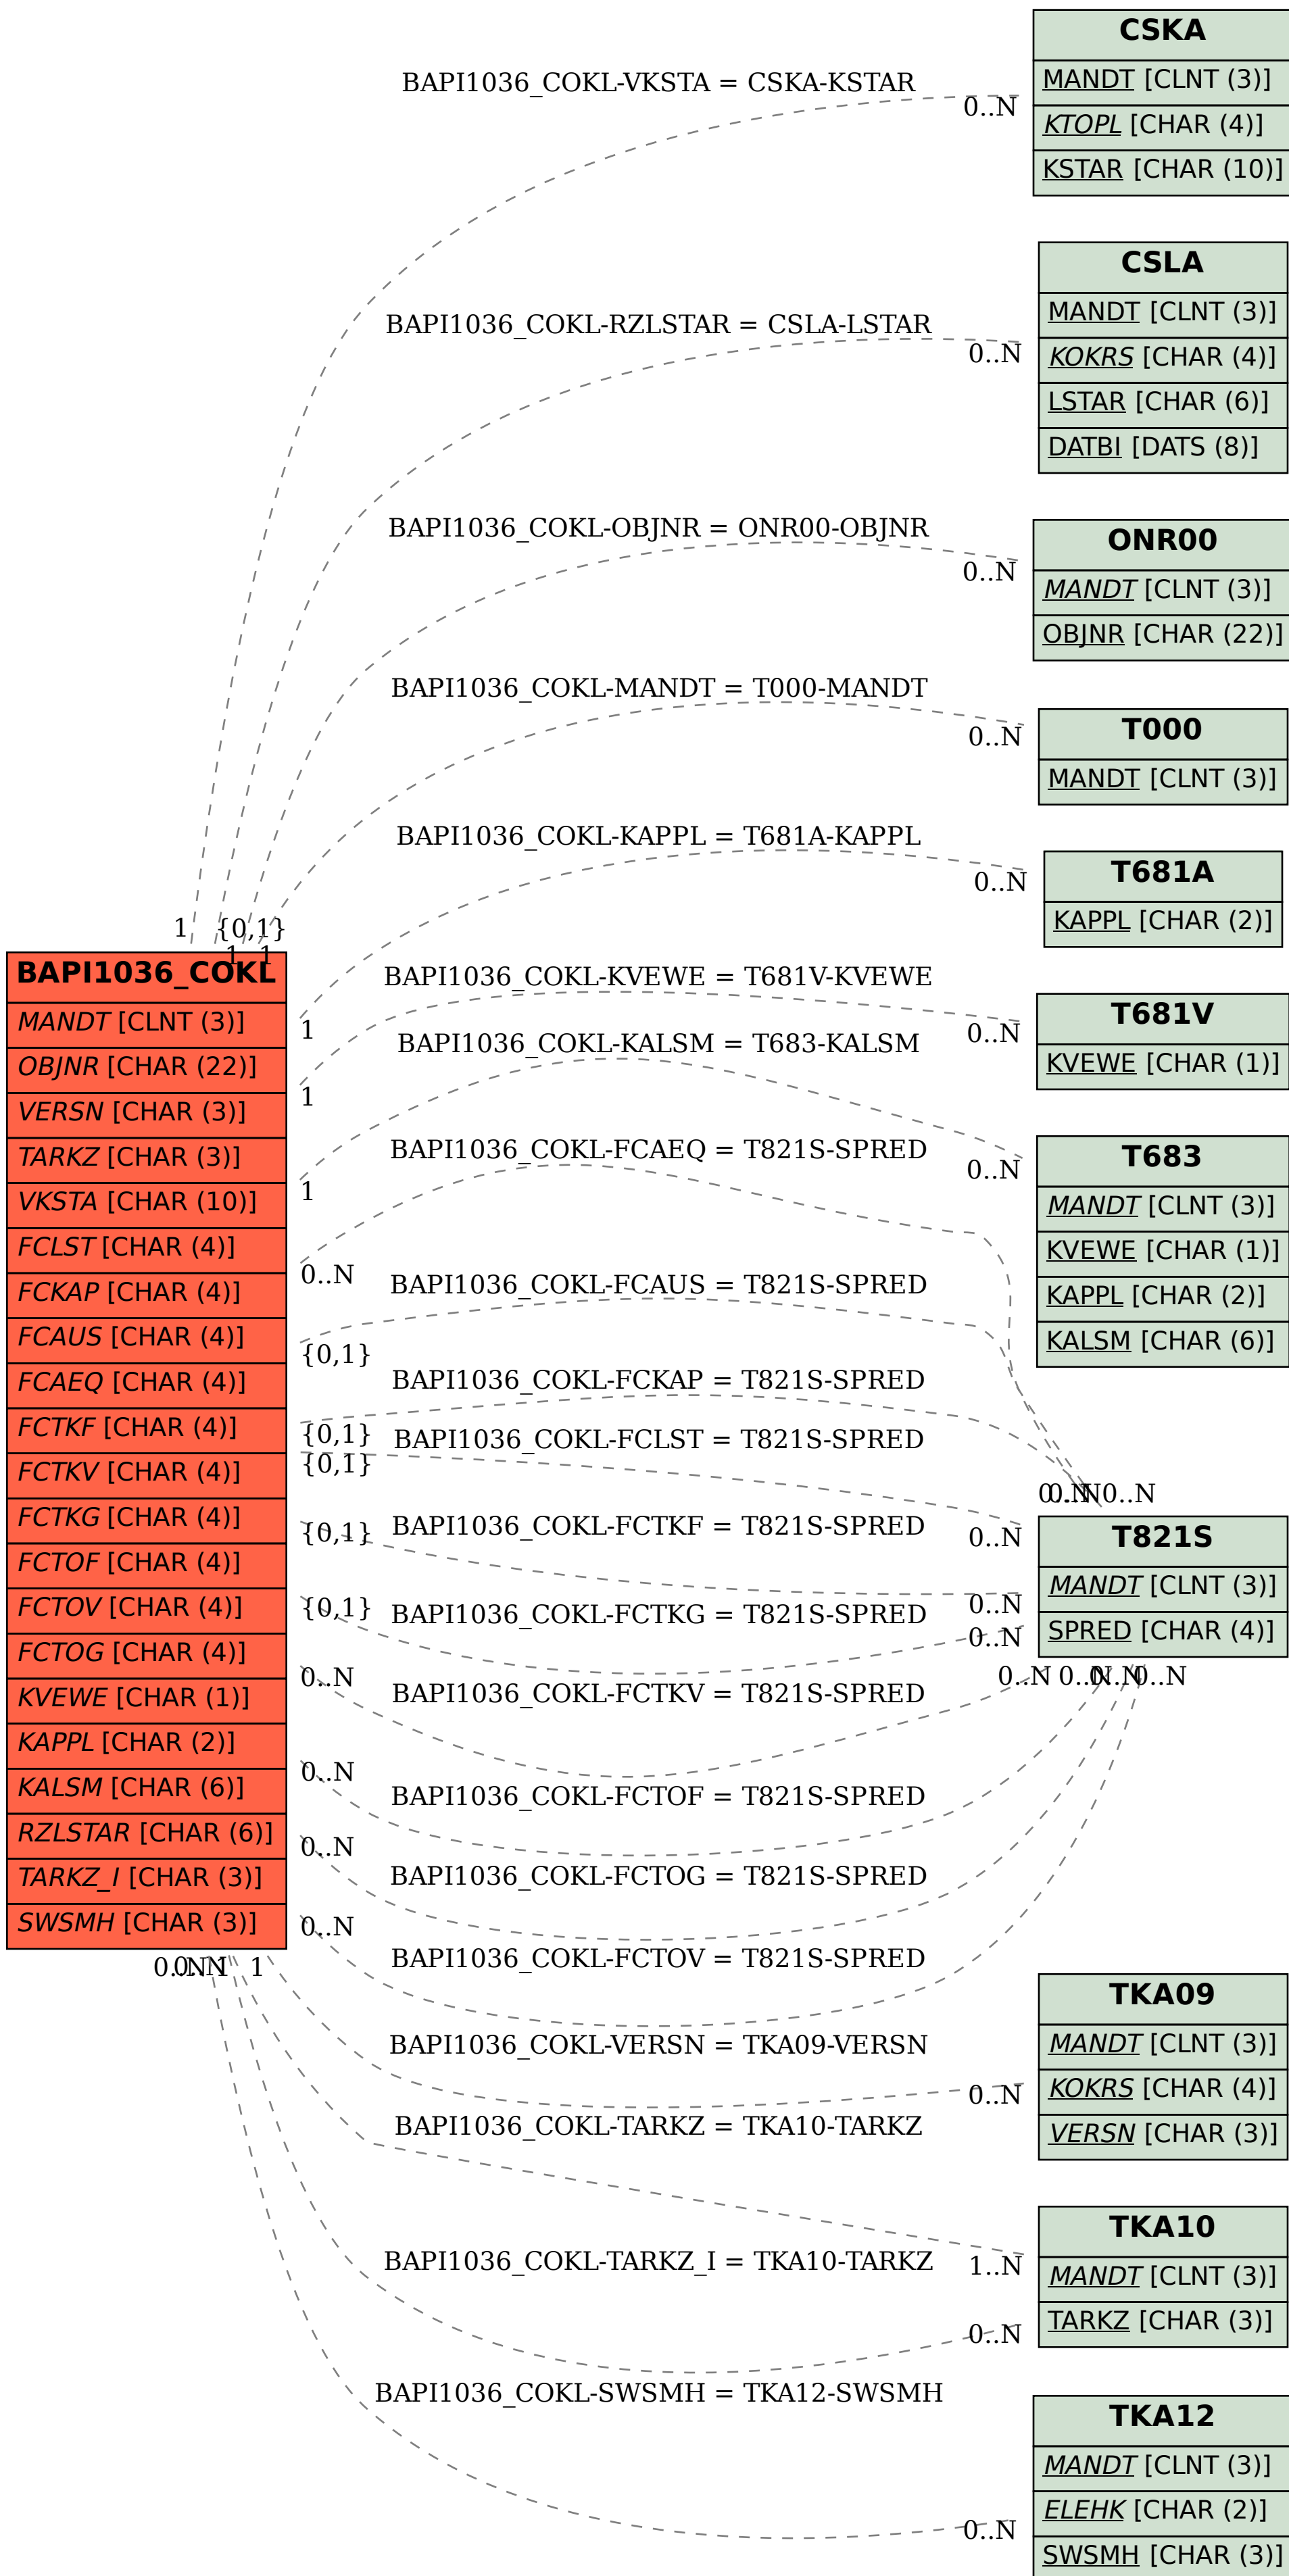 CSKA
MANDT [CLNT (3)]
KTOPL [CHAR (4)]
KSTAR [CHAR (10)]
BAPI1036_COKL-VKSTA = CSKA-KSTAR
0..N
CSLA
MANDT [CLNT (3)]
KOKRS [CHAR (4)]
LSTAR [CHAR (6)]
DATBI [DATS (8)]
BAPI1036_COKL-RZLSTAR = CSLA-LSTAR
0..N
ONR00
MANDT [CLNT (3)]
OBJNR [CHAR (22)]
BAPI1036_COKL-OBJNR = ONR00-OBJNR
0..N
T000
MANDT [CLNT (3)]
BAPI1036_COKL-MANDT = T000-MANDT
0..N
T681A
KAPPL [CHAR (2)]
BAPI1036_COKL-KAPPL = T681A-KAPPL
0..N
1
{0,1}
1
1
BAPI1036_COKL
MANDT [CLNT (3)]
OBJNR [CHAR (22)]
VERSN [CHAR (3)]
TARKZ [CHAR (3)]
VKSTA [CHAR (10)]
FCLST [CHAR (4)]
FCKAP [CHAR (4)]
FCAUS [CHAR (4)]
FCAEQ [CHAR (4)]
FCTKF [CHAR (4)]
FCTKV [CHAR (4)]
FCTKG [CHAR (4)]
FCTOF [CHAR (4)]
FCTOV [CHAR (4)]
FCTOG [CHAR (4)]
KVEWE [CHAR (1)]
KAPPL [CHAR (2)]
KALSM [CHAR (6)]
RZLSTAR [CHAR (6)]
TARKZ_I [CHAR (3)]
SWSMH [CHAR (3)]
BAPI1036_COKL-KVEWE = T681V-KVEWE
1
0..N
T681V
KVEWE [CHAR (1)]
BAPI1036_COKL-KALSM = T683-KALSM
1
0..N
T683
MANDT [CLNT (3)]
KVEWE [CHAR (1)]
KAPPL [CHAR (2)]
KALSM [CHAR (6)]
BAPI1036_COKL-FCAEQ = T821S-SPRED
1
0..N
BAPI1036_COKL-FCAUS = T821S-SPRED
{0,1}
BAPI1036_COKL-FCKAP = T821S-SPRED
{0,1}
BAPI1036_COKL-FCLST = T821S-SPRED
{0,1}
0..N
0..N
0..N
T821S
MANDT [CLNT (3)]
SPRED [CHAR (4)]
BAPI1036_COKL-FCTKF = T821S-SPRED
{0,1}
0..N
BAPI1036_COKL-FCTKG = T821S-SPRED
{0,1}
0..N
0..N
BAPI1036_COKL-FCTKV = T821S-SPRED
0..N
0..N
0..N
0..N
0..N
BAPI1036_COKL-FCTOF = T821S-SPRED
0..N
BAPI1036_COKL-FCTOG = T821S-SPRED
0..N
BAPI1036_COKL-FCTOV = T821S-SPRED
0..N
0..N
0..N
1
1
TKA09
MANDT [CLNT (3)]
KOKRS [CHAR (4)]
VERSN [CHAR (3)]
BAPI1036_COKL-VERSN = TKA09-VERSN
0..N
BAPI1036_COKL-TARKZ = TKA10-TARKZ
1..N
TKA10
MANDT [CLNT (3)]
TARKZ [CHAR (3)]
BAPI1036_COKL-TARKZ_I = TKA10-TARKZ
0..N
BAPI1036_COKL-SWSMH = TKA12-SWSMH
0..N
TKA12
MANDT [CLNT (3)]
ELEHK [CHAR (2)]
SWSMH [CHAR (3)]